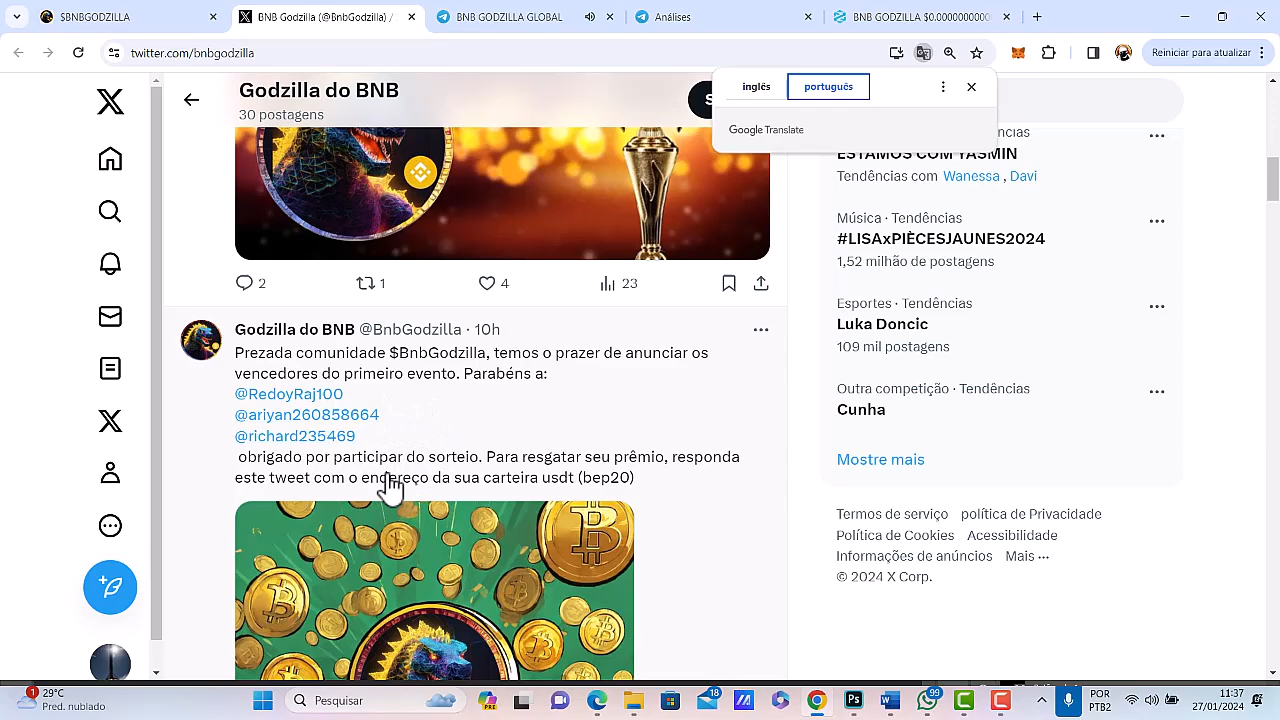 $BNBGODZILLA
BNB Godzilla (@BnbGodzilla) /
BNB GODZILLA GLOBAL
Análises
BNB GODZILLA $0.0000000000
twitter.com/bnbgodzilla
Reiniciar para atualizar
inglês
português
Google Translate
Godzilla do BNB
30 postagens
S
2
1
4
23
Godzilla do BNB @BnbGodzilla · 10h
Prezada comunidade $BnbGodzilla, temos o prazer de anunciar os
vencedores do primeiro evento. Parabéns a:
@RedoyRaj100
@ariyan260858664
@richard235469
obrigado por participar do sorteio. Para resgatar seu prêmio, responda
este tweet com o endereço da sua carteira usdt (bep20)
ESTAMOS COM YASMIN
Tendências com Wanessa , Davi
Música · Tendências
#LISAxPIÈCESJAUNES2024
1,52 milhão de postagens
Esportes · Tendências
Luka Doncic
109 mil postagens
Outra competição · Tendências
Cunha
Mostre mais
Termos de serviço política de Privacidade
Política de Cookies Acessibilidade
Informações de anúncios Mais ···
© 2024 X Corp.
1
29°C
Pred. nublado
Pesquisar
PRE
18
Ps
99
POR
PTB2
11:37
27/01/2024